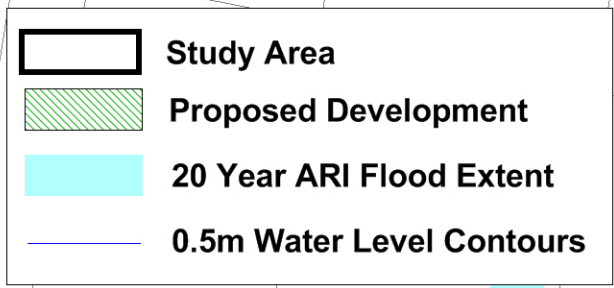 Study Area
Proposed Development
20 Year ARI Flood Extent
0.5m Water Level Contours